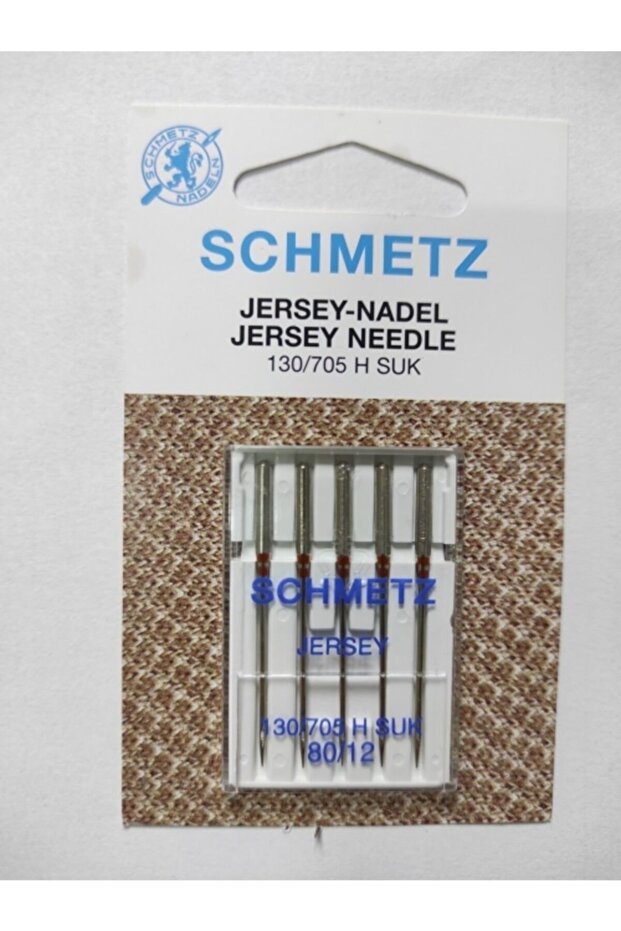 SCHMETZ
NADELN
SCHMETZ
JERSEY-NADEL
JERSEY NEEDLE
130/705 H SUK
SCHMETZ
JERSEY
130/705 H SUK
80/12